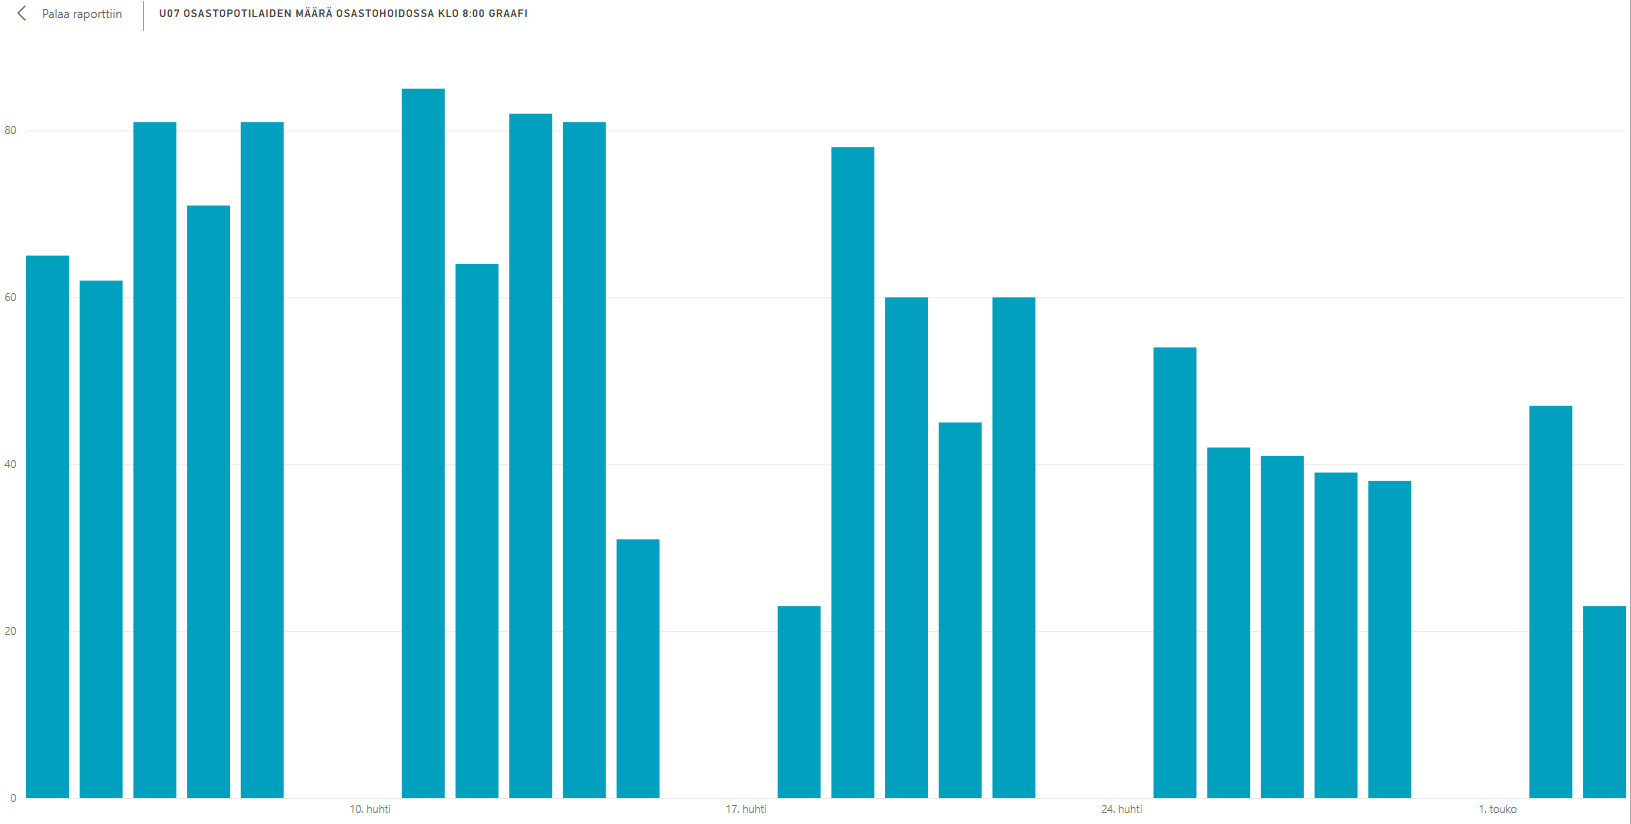 Palaa raporttiin
U07 OSASTOPOTILAIDEN MÄÄRÄ OSASTOHOIDOSSA KLO 8:00 GRAAFI
80
60
40
20
0
10. huhti
17. huhti
24. huhti
1. touko